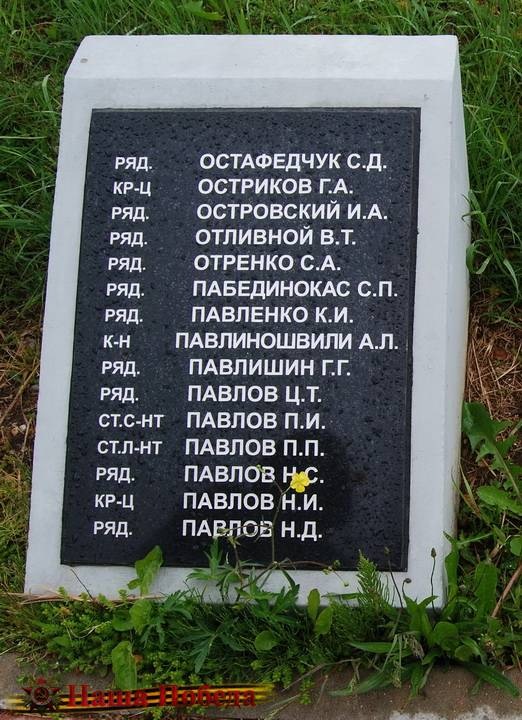 РЯД. ОСТАФЕДЧУК С.Д.
КР-Ц ОСТРИКОВ Г.А.
РЯД. ОСТРОВСКИЙ И.А.
РЯД. ОТЛИВНОЙ В.Т.
РЯД. ОТРЕНКО С.А.
РЯД. ПАБЕДИНОКАС С.П.
РЯД. ПАВЛЕНКО К.И.
К-Н ПАВЛИНОШВИЛИ А.Л.
РЯД. ПАВЛИШИН Г.Г.
РЯД. ПАВЛОВ Ц.Т.
СТ.С-НТ ПАВЛОВ П.И.
СТ.Л-НТ ПАВЛОВ П.П.
РЯД. ПАВЛОВ Н.С.
КР-Ц ПАВЛОВ Н.И.
РЯД. ПАВЛОВ Н.Д.
Наша Победа